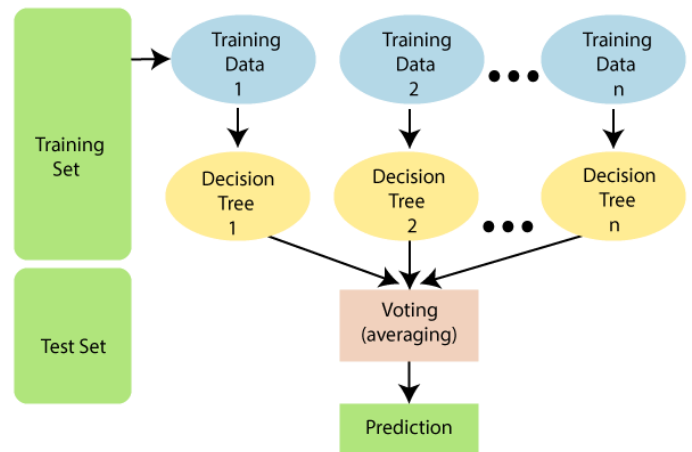 Training
Set
Training
Data
1
Training
Data
2
Training
Data
n
Decision
Tree
1
Decision
Tree
2
Decision
Tree
n
Test Set
Voting
(averaging)
Prediction